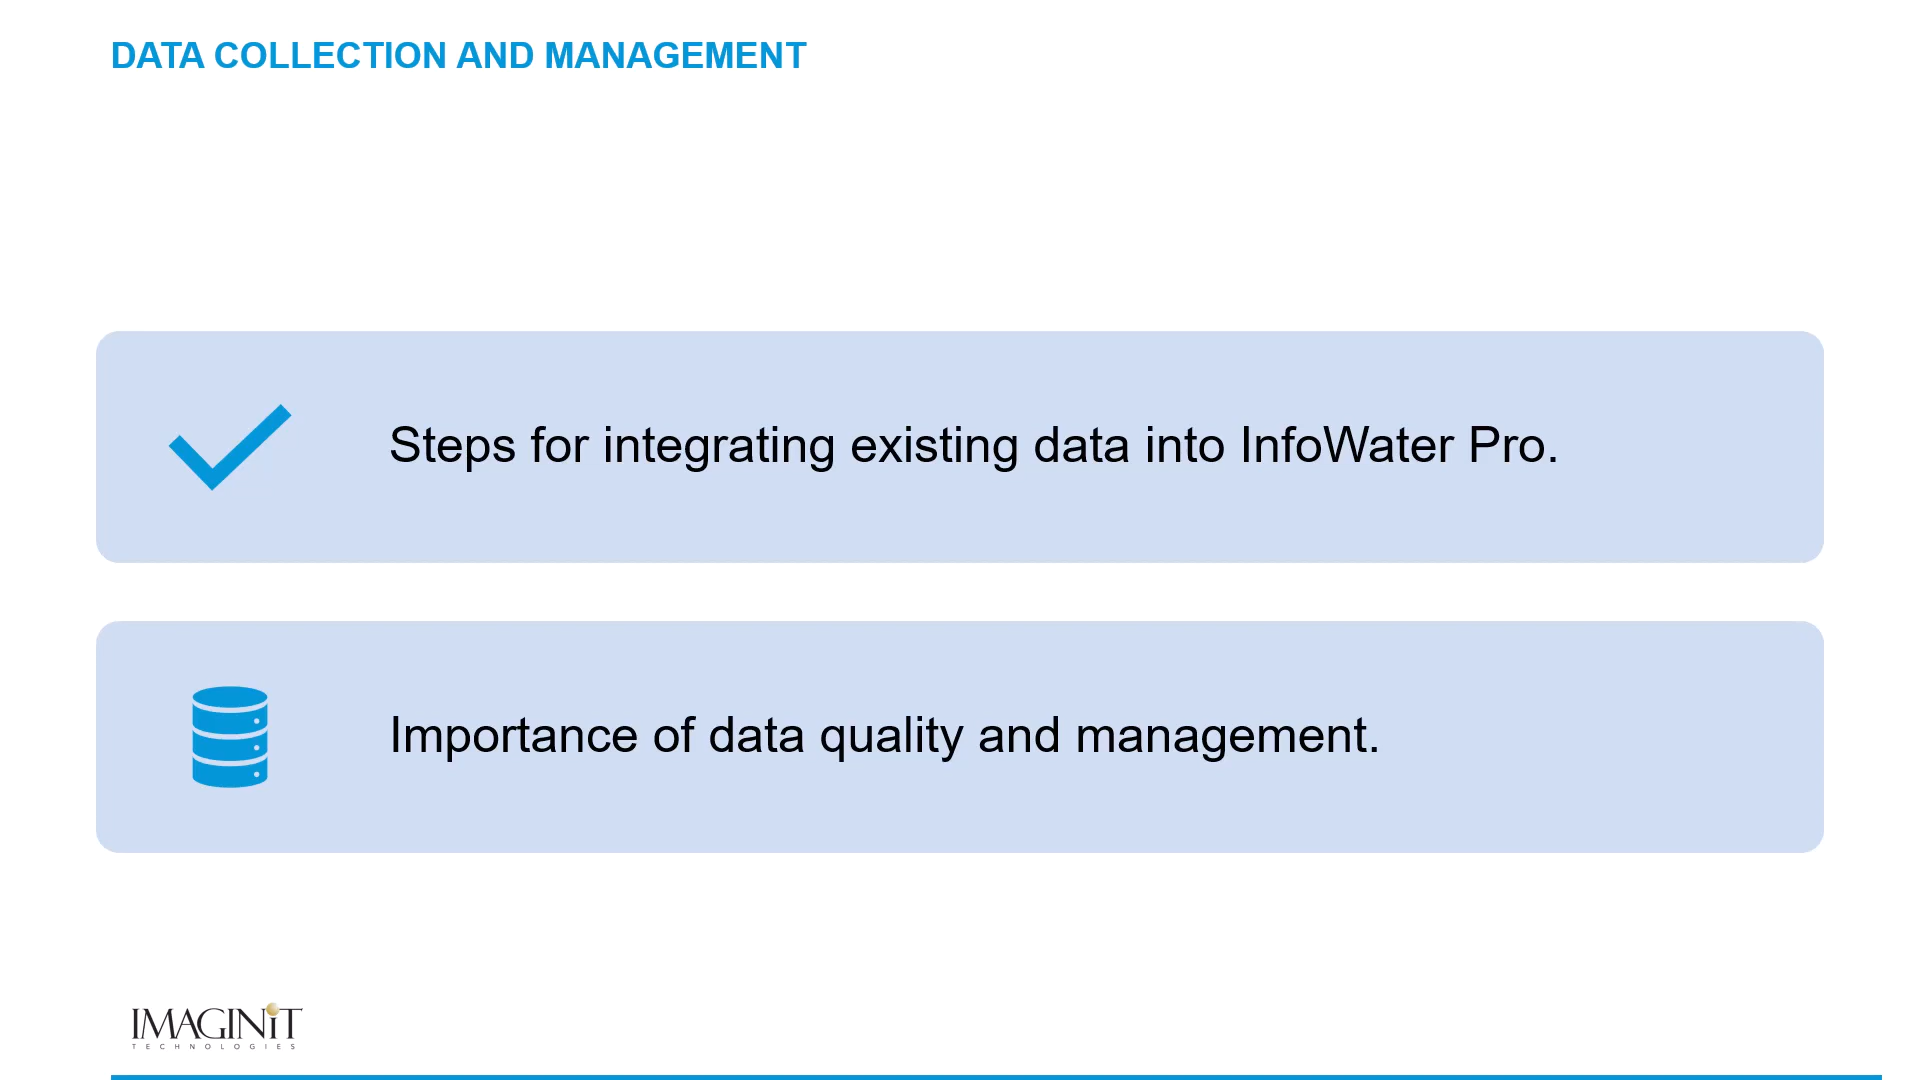 DATA COLLECTION AND MANAGEMENT
Steps for integrating existing data into InfoWater Pro.
Importance of data quality and management.
IMAGINiT
TECHNOLOGIES